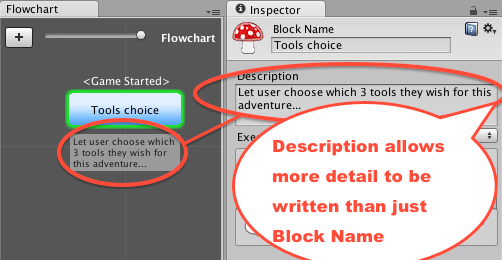 Flowchart
Flowchart
<Game Started>
Tools choice
Let user choose which
3 tools they wish for
this adventure...
Inspector
Block Name
Tools choice
Description
Let user choose which 3 tools they wish for this
adventure...
Description allows
more detail to be
written than just
Block Name